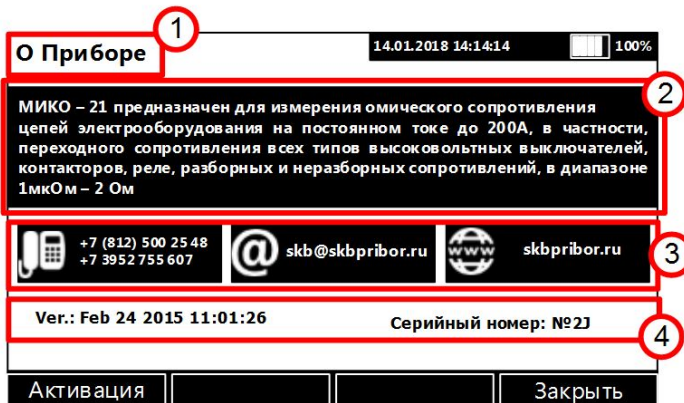 1
О Приборе
14.01.2018 14:14:14
100%
2
МИКО – 21 предназначен для измерения омического сопротивления
цепей электрооборудования на постоянном токе до 200А, в частности,
переходного сопротивления всех типов высоковольтных выключателей,
контакторов, реле, разборных и неразборных сопротивлений, в диапазоне
1мкОм – 2 Ом
+7 (812) 500 25 48
+7 3952 755 607
@
skb@skbpribor.ru
www
skbpribor.ru
3
Ver.: Feb 24 2015 11:01:26
Серийный номер: №2J
4
Активация
Закрыть